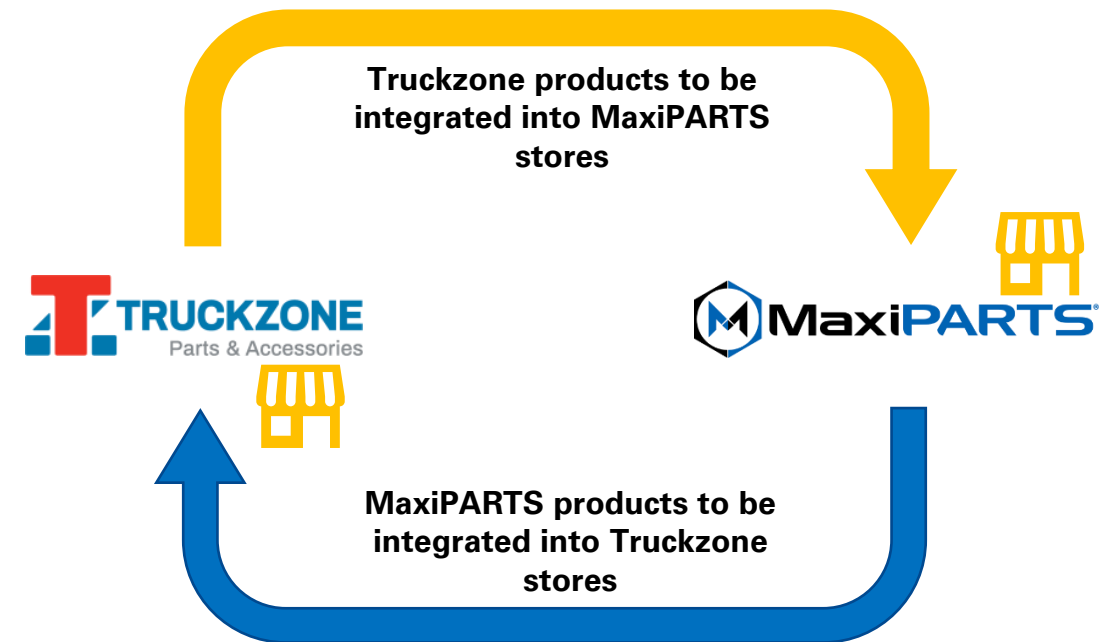 Truckzone products to be
integrated into MaxiPARTS
stores
TRUCKZONE
Parts & Accessories
MaxiPARTS®
MaxiPARTS products to be
integrated into Truckzone
stores